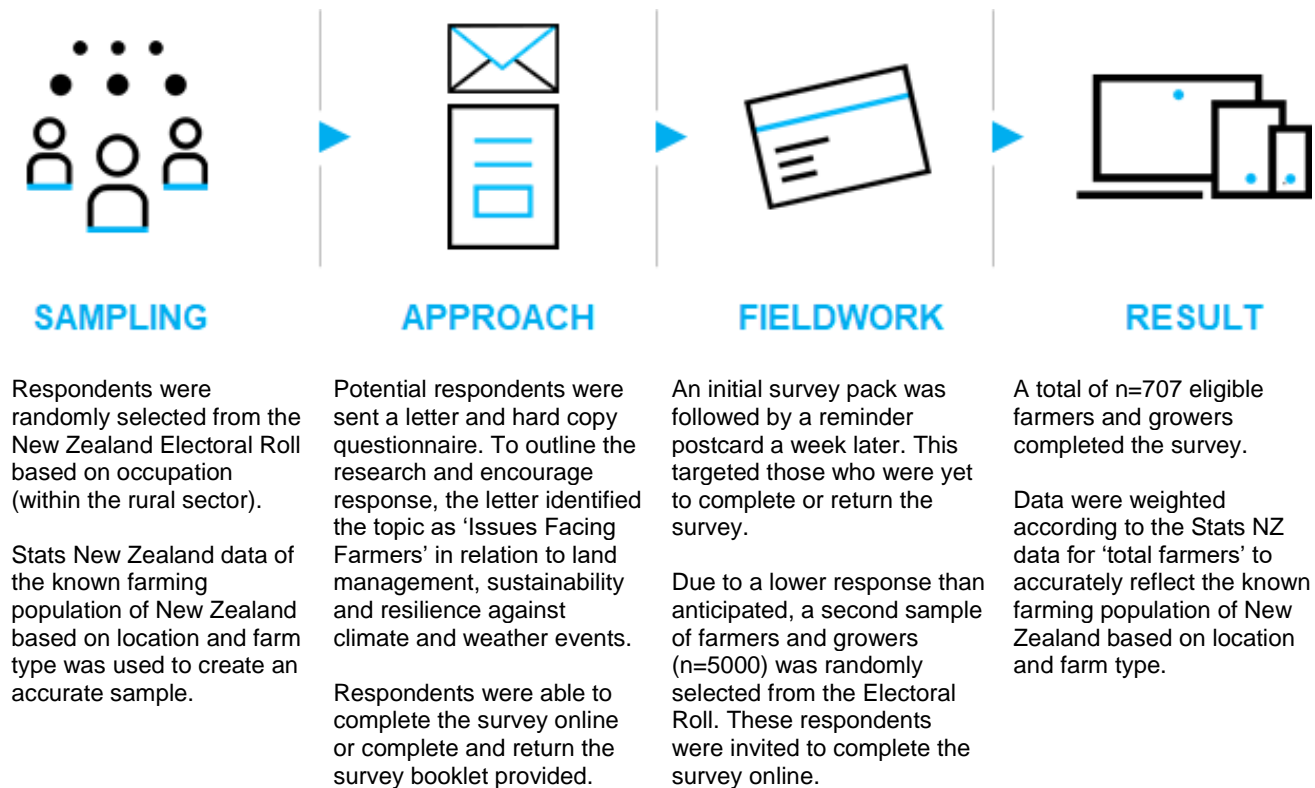 SAMPLING
Respondents were
randomly selected from the
New Zealand Electoral Roll
based on occupation
(within the rural sector).
Stats New Zealand data of
the known farming
population of New Zealand
based on location and farm
type was used to create an
accurate sample.
APPROACH
Potential respondents were
sent a letter and hard copy
questionnaire. To outline the
research and encourage
response, the letter identified
the topic as ‘Issues Facing
Farmers’ in relation to land
management, sustainability
and resilience against
climate and weather events.
Respondents were able to
complete the survey online
or complete and return the
survey booklet provided.
FIELDWORK
An initial survey pack was
followed by a reminder
postcard a week later. This
targeted those who were yet
to complete or return the
survey.
Due to a lower response than
anticipated, a second sample
of farmers and growers
(n=5000) was randomly
selected from the Electoral
Roll. These respondents
were invited to complete the
survey online.
RESULT
A total of n=707 eligible
farmers and growers
completed the survey.
Data were weighted
according to the Stats NZ
data for ‘total farmers’ to
accurately reflect the known
farming population of New
Zealand based on location
and farm type.